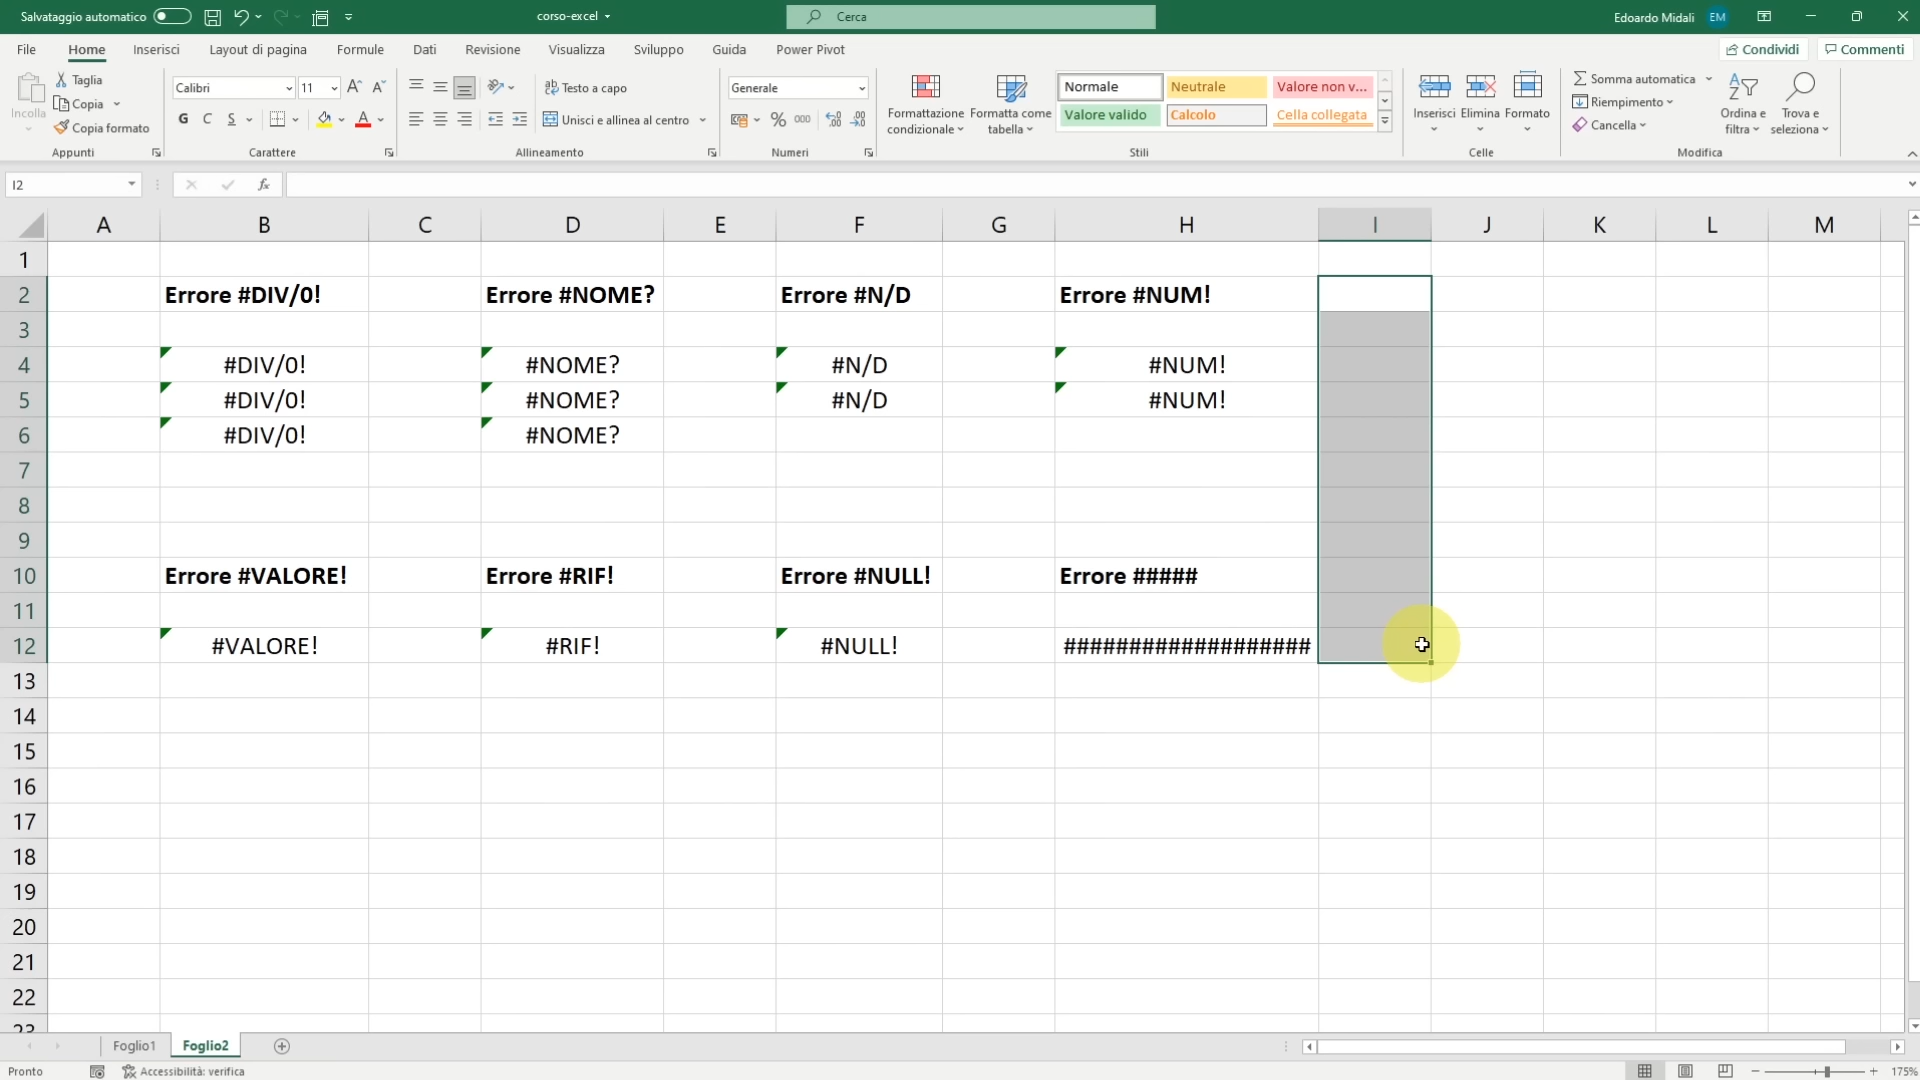 Salvataggio automatico
corso-excel
Cerca
Edoardo Midali EM
File Home Inserisci Layout di pagina Formule Dati Revisione Visualizza Sviluppo Guida Power Pivot
Condividi Commenti
Incolla
Taglia
Copia
Copia formato
Appunti
Calibri 11
G C S
Carattere
Testo a capo
Unisci e allinea al centro
Allineamento
Generale
% 000
Numeri
Formattazione condizionale
Formatta come tabella
Normale Neutrale Valore non v...
Valore valido Calcolo Cella collegata
Stili
Inserisci Elimina Formato
Celle
Somma automatica
Riempimento
Cancella
Ordina e filtra
Trova e seleziona
Modifica
I2
fx
A B C D E F G H I J K L M
1
2 Errore #DIV/0! Errore #NOME? Errore #N/D Errore #NUM!
3
4 #DIV/0! #NOME? #N/D #NUM!
5 #DIV/0! #NOME? #N/D #NUM!
6 #DIV/0! #NOME?
7
8
9
10 Errore #VALORE! Errore #RIF! Errore #NULL! Errore #####
11
12 #VALORE! #RIF! #NULL! ###################
13
14
15
16
17
18
19
20
21
22
23
Foglio1 Foglio2
Pronto Accessibilità: verifica 175%